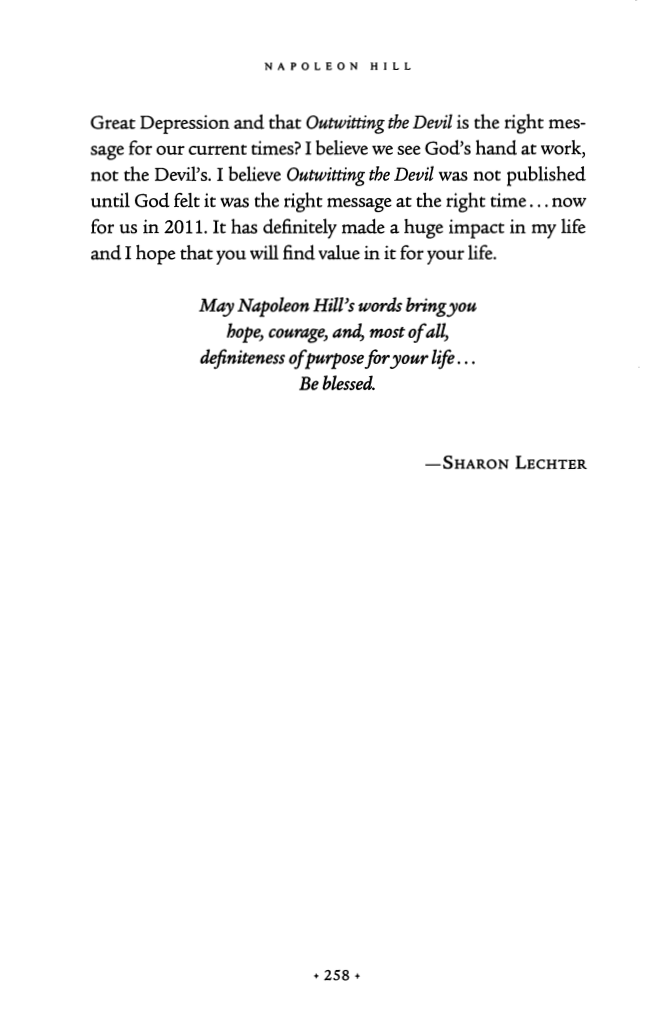 NAPOLEON HILL
Great Depression and that Outwitting the Devil is the right mes-
sage for our current times? I believe we see God's hand at work,
not the Devil's. I believe Outwitting the Devil was not published
until God felt it was the right message at the right time...now
for us in 2011. It has definitely made a huge impact in my life
and I hope that you will find value in it for your life.
May Napoleon Hill's words bring you
hope, courage, and, most of all,
definiteness of purpose for your life...
Be blessed.
—SHARON LECHTER
• 258 •